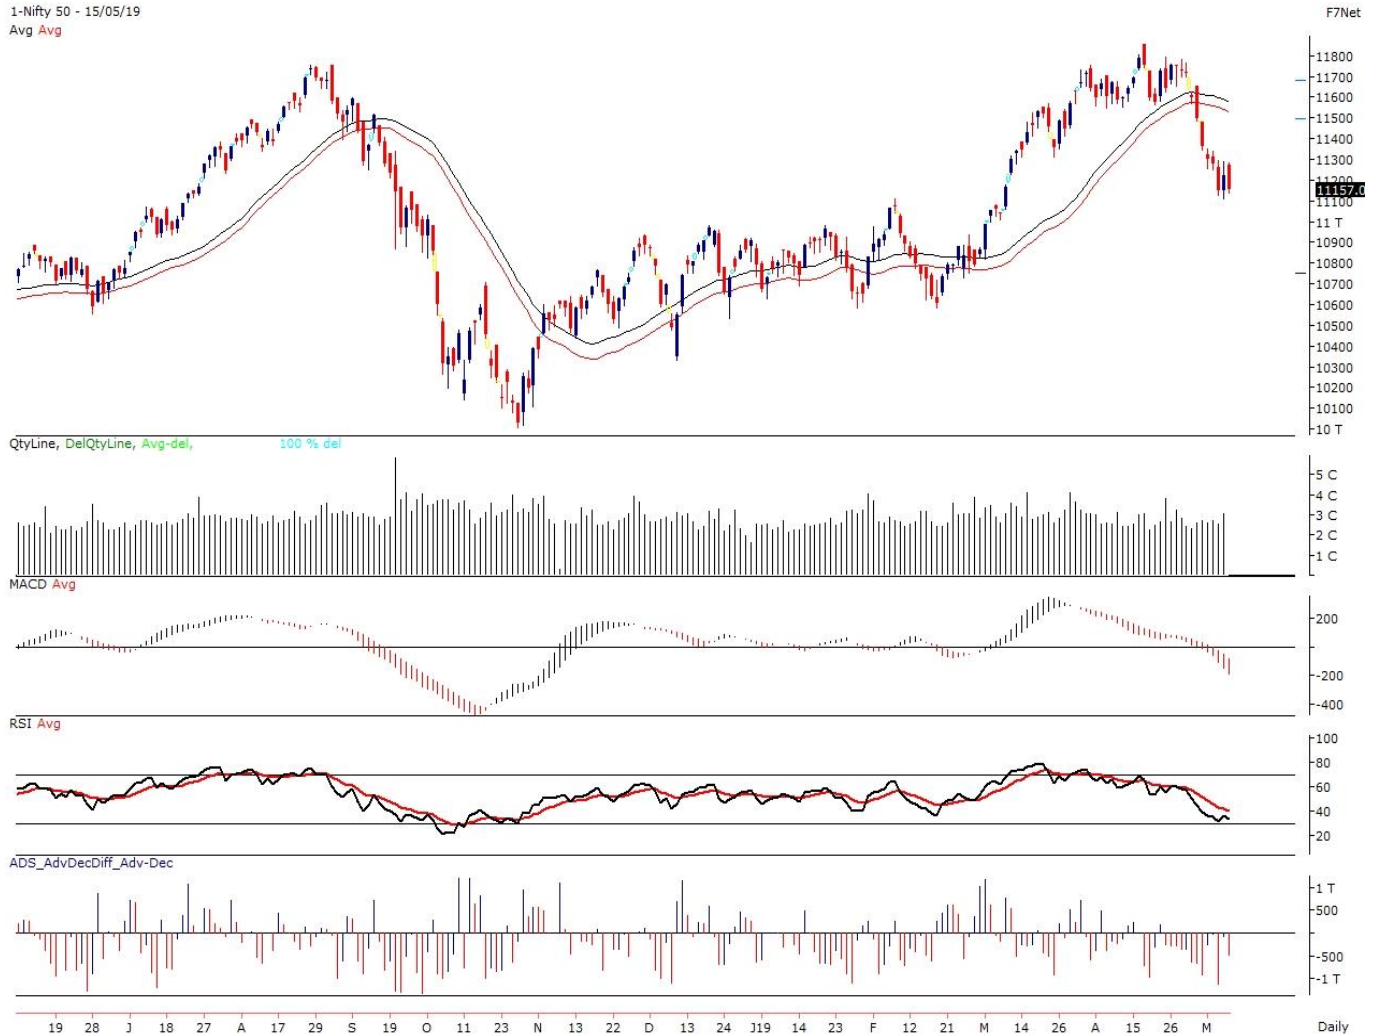 1-Nifty 50 - 15/05/19
F7Net
Avg Avg
11800
11700
11600
11500
11400
11300
11200
11157.0
11100
11 T
10900
10800
10700
10600
10500
10400
10300
10200
10100
10 T
QtyLine, DelQtyLine, Avg-del, 100 % del
5 C
4 C
3 C
2 C
1 C
MACD Avg
200
-200
-400
RSI Avg
100
80
60
40
20
ADS_AdvDecDiff_Adv-Dec
1 T
500
-500
-1 T
19 28 J 18 27 A 17 29 S 19 O 11 23 N 13 22 D 13 24 J19 14 23 F 12 21 M 14 26 A 15 26 M Daily